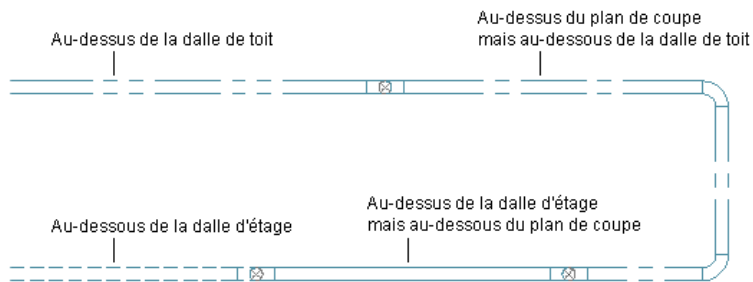 Au-dessus de la dalle de toit
Au-dessus du plan de coupe
mais au-dessous de la dalle de toit
Au-dessous de la dalle d'étage
Au-dessus de la dalle d'étage
mais au-dessous du plan de coupe